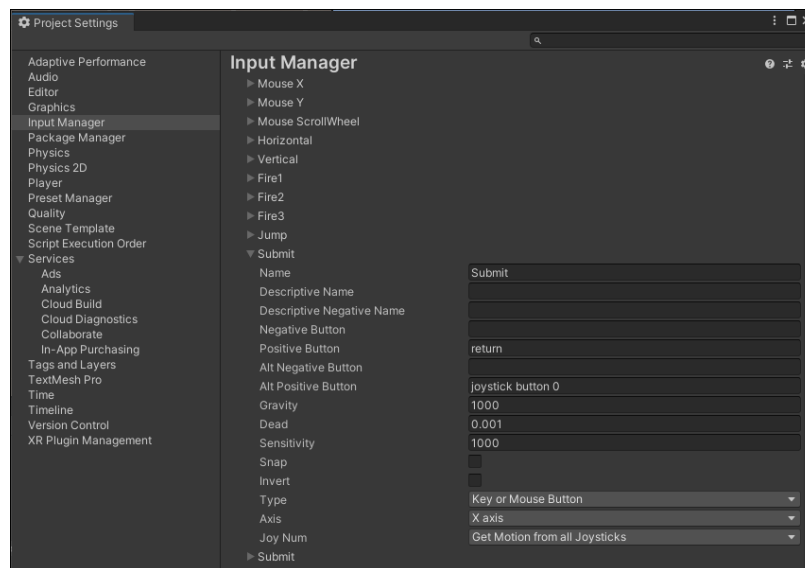 Project Settings
Adaptive Performance
Audio
Editor
Graphics
Input Manager
Package Manager
Physics
Physics 2D
Player
Preset Manager
Quality
Scene Template
Script Execution Order
Services
Ads
Analytics
Cloud Build
Cloud Diagnostics
Collaborate
In-App Purchasing
Tags and Layers
TextMesh Pro
Time
Timeline
Version Control
XR Plugin Management
Input Manager
Mouse X
Mouse Y
Mouse ScrollWheel
Horizontal
Vertical
Fire1
Fire2
Fire3
Jump
Submit
Name Submit
Descriptive Name
Descriptive Negative Name
Negative Button
Positive Button return
Alt Negative Button
Alt Positive Button joystick button 0
Gravity 1000
Dead 0.001
Sensitivity 1000
Snap
Invert
Type Key or Mouse Button
Axis X axis
Joy Num Get Motion from all Joysticks
Submit